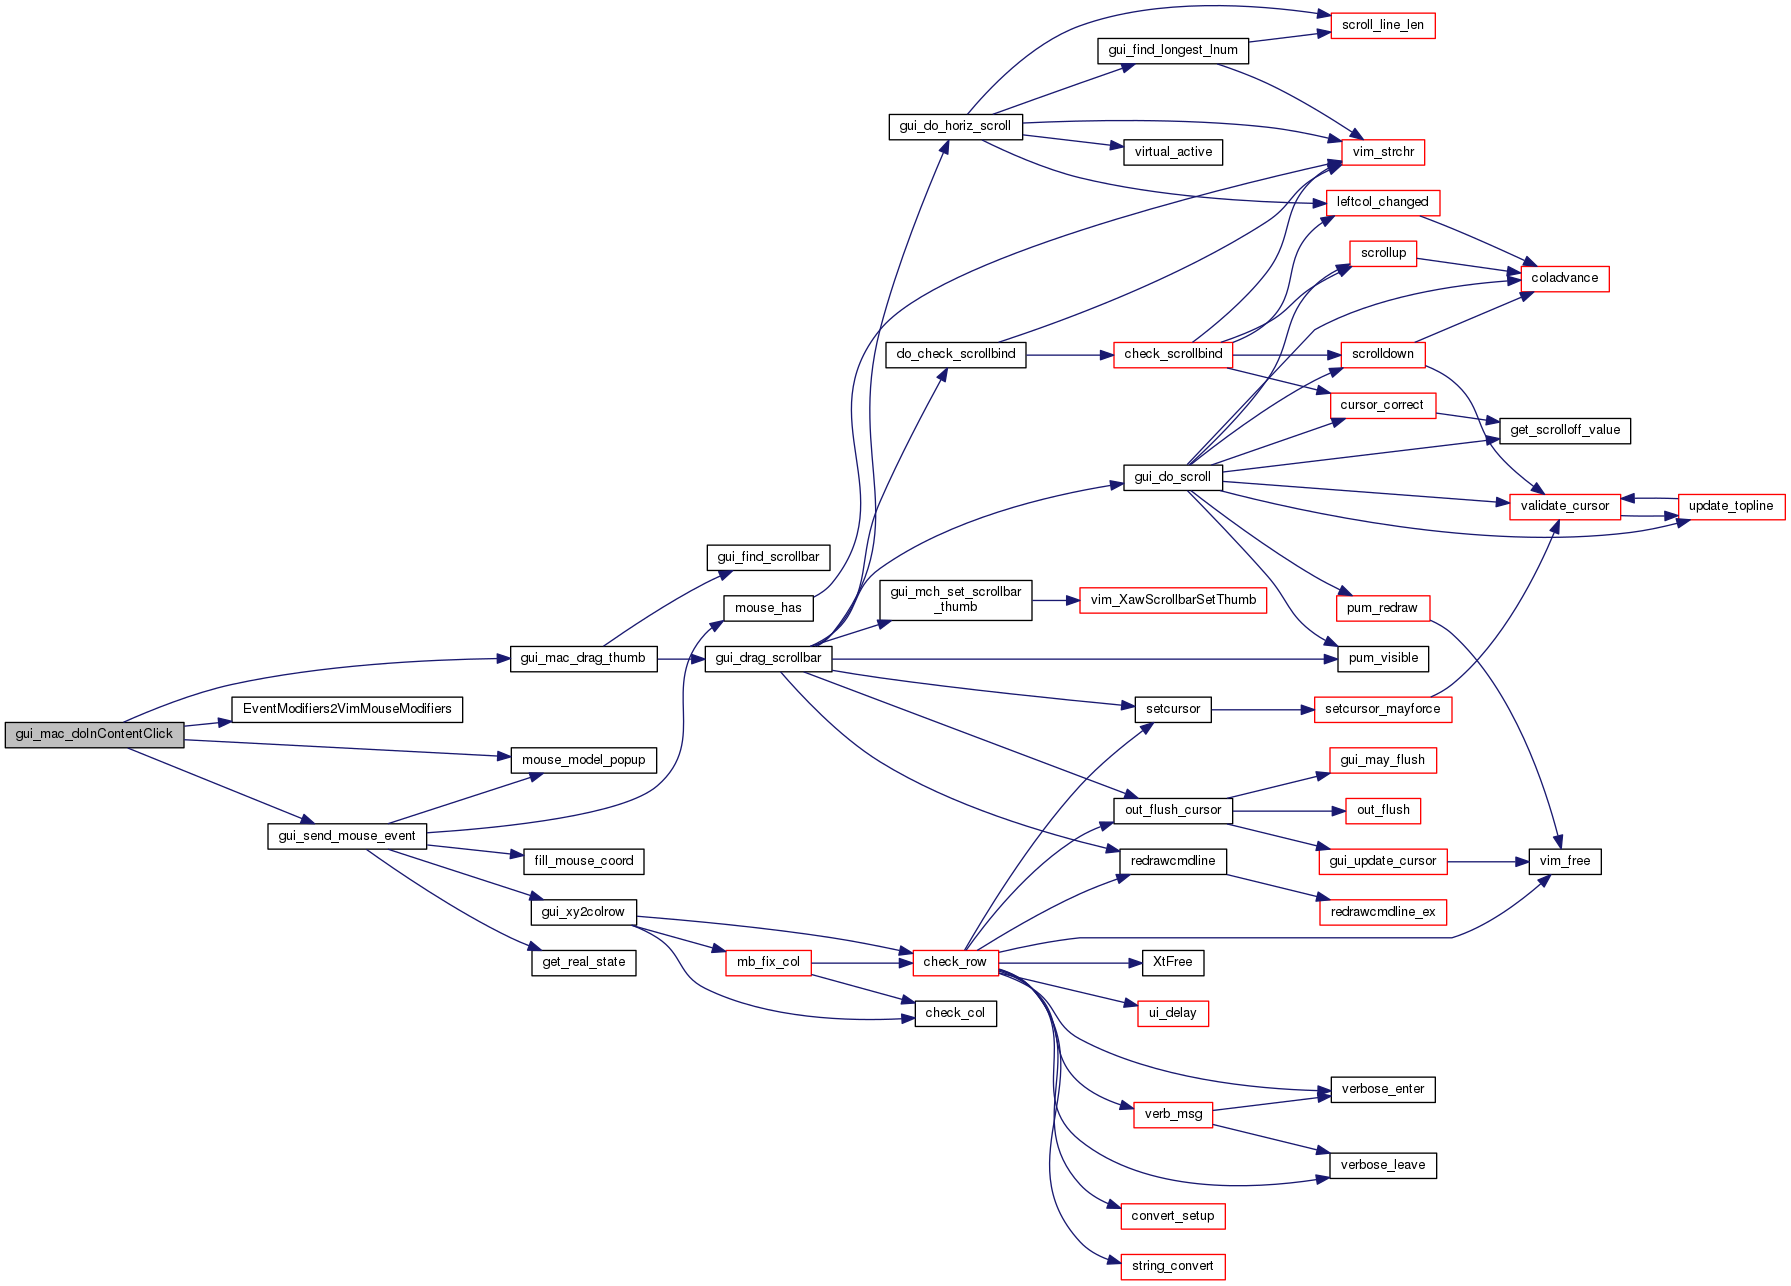 scroll_line_len
gui_find_longest_lnum
gui_do_horiz_scroll
virtual_active
vim_strchr
leftcol_changed
scrollup
coladvance
do_check_scrollbind
check_scrollbind
scrolldown
cursor_correct
get_scrolloff_value
gui_do_scroll
validate_cursor
update_topline
gui_find_scrollbar
mouse_has
gui_mch_set_scrollbar
_thumb
vim_XawScrollbarSetThumb
pum_redraw
gui_mac_drag_thumb
gui_drag_scrollbar
pum_visible
EventModifiers2VimMouseModifiers
setcursor
setcursor_mayforce
gui_mac_doInContentClick
mouse_model_popup
gui_may_flush
out_flush_cursor
out_flush
gui_send_mouse_event
fill_mouse_coord
redrawcmdline
gui_update_cursor
vim_free
gui_xy2colrow
redrawcmdline_ex
get_real_state
mb_fix_col
check_row
XtFree
check_col
ui_delay
verbose_enter
verb_msg
verbose_leave
convert_setup
string_convert